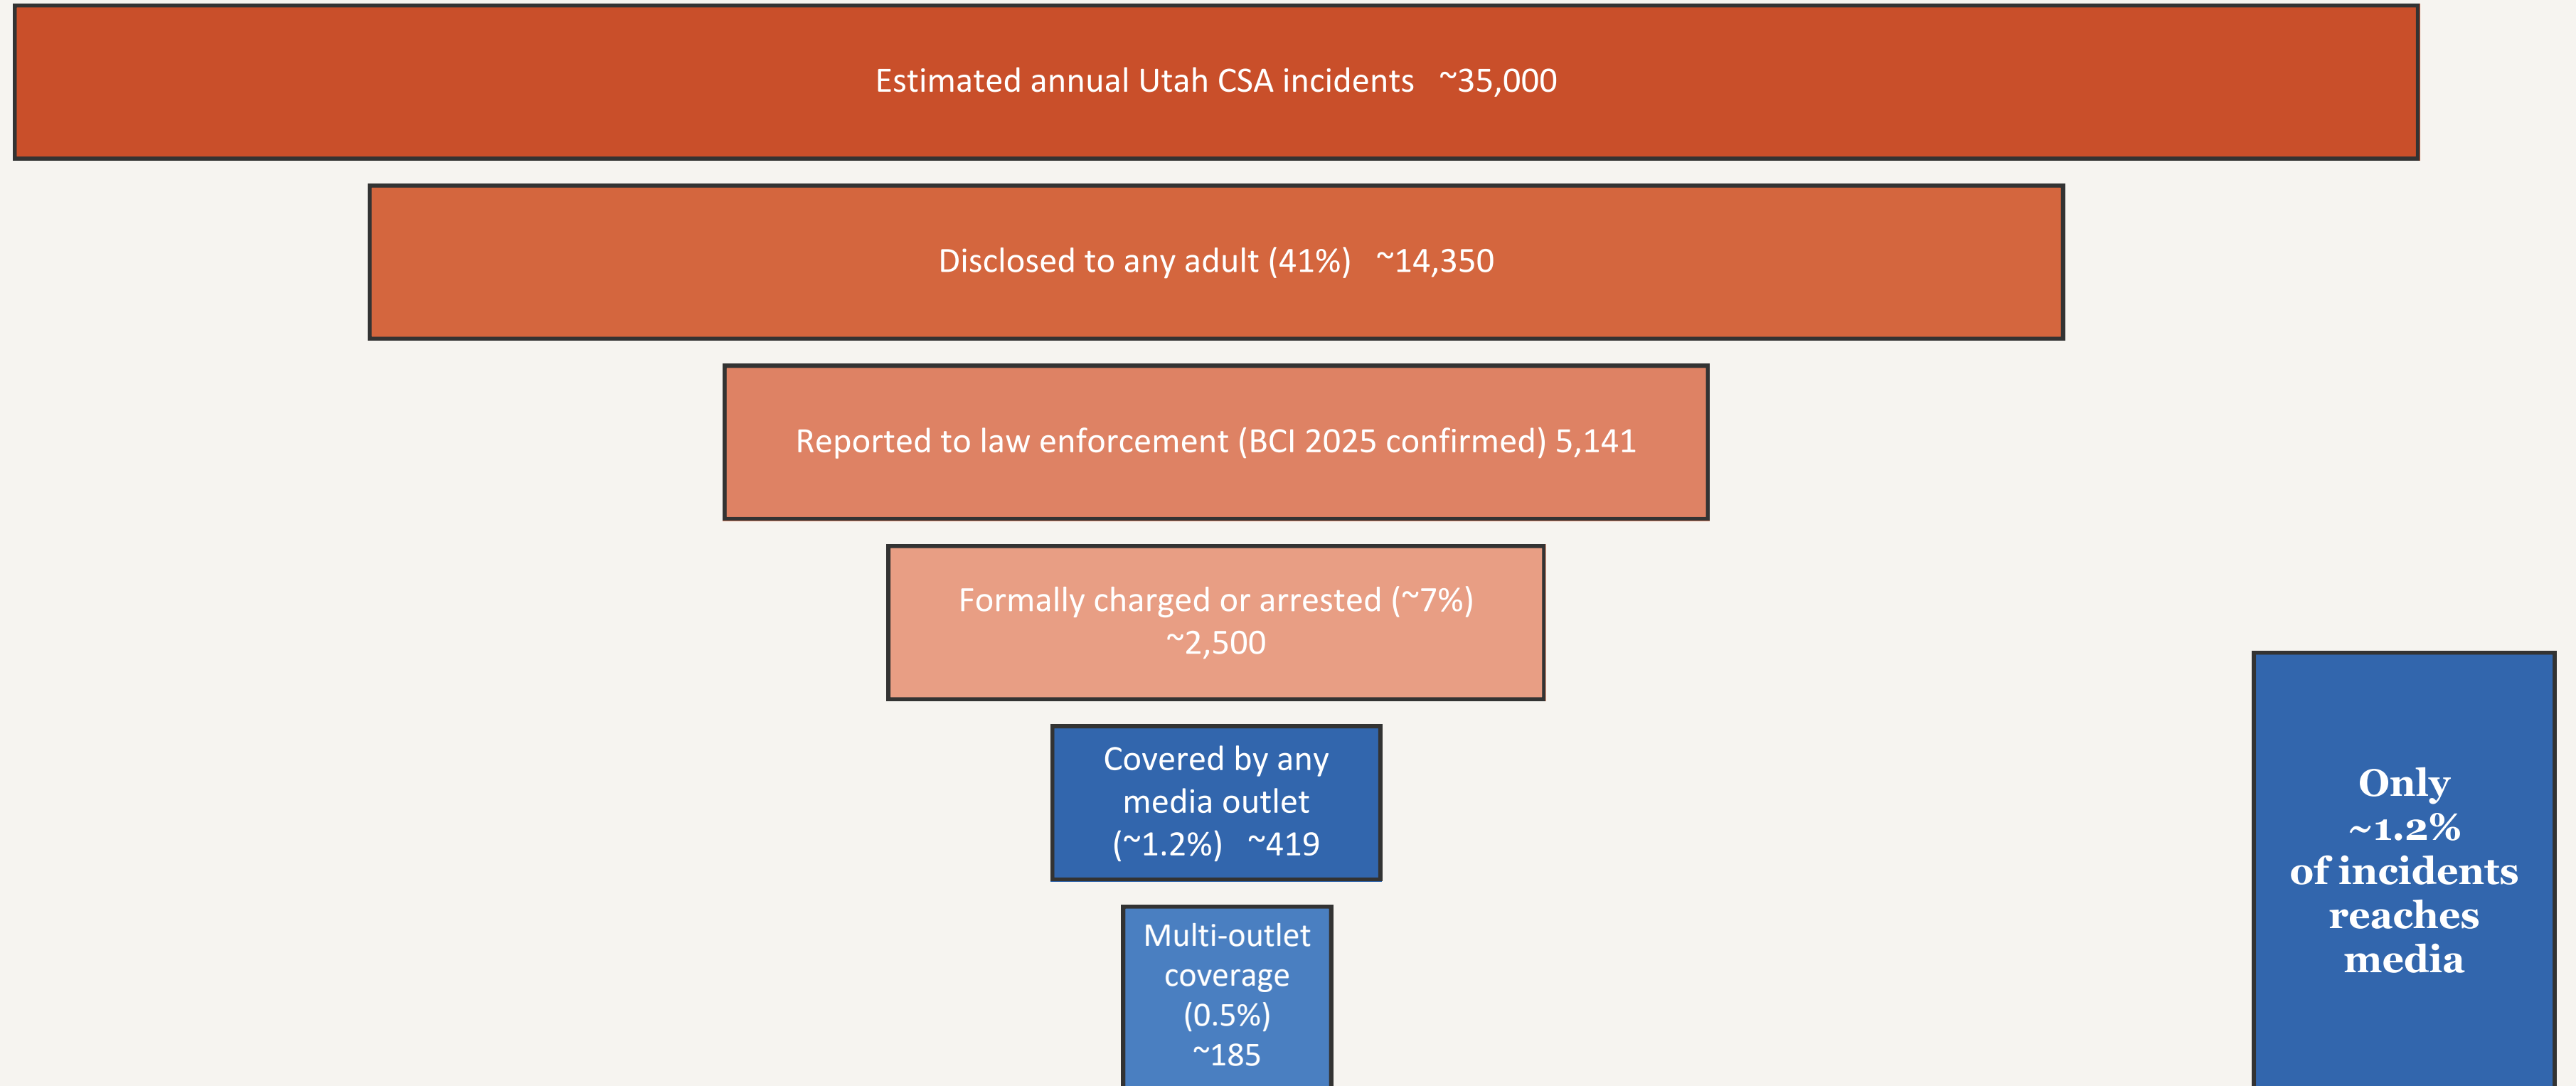 Estimated annual Utah CSA incidents ~35,000
Disclosed to any adult (41%) ~14,350
Reported to law enforcement (BCI 2025 confirmed) 5,141
Formally charged or arrested (~7%)
~2,500
Covered by any
media outlet
(~1.2%) ~419
Multi-outlet
coverage
(0.5%)
~185
Only
~1.2%
of incidents
reaches
media